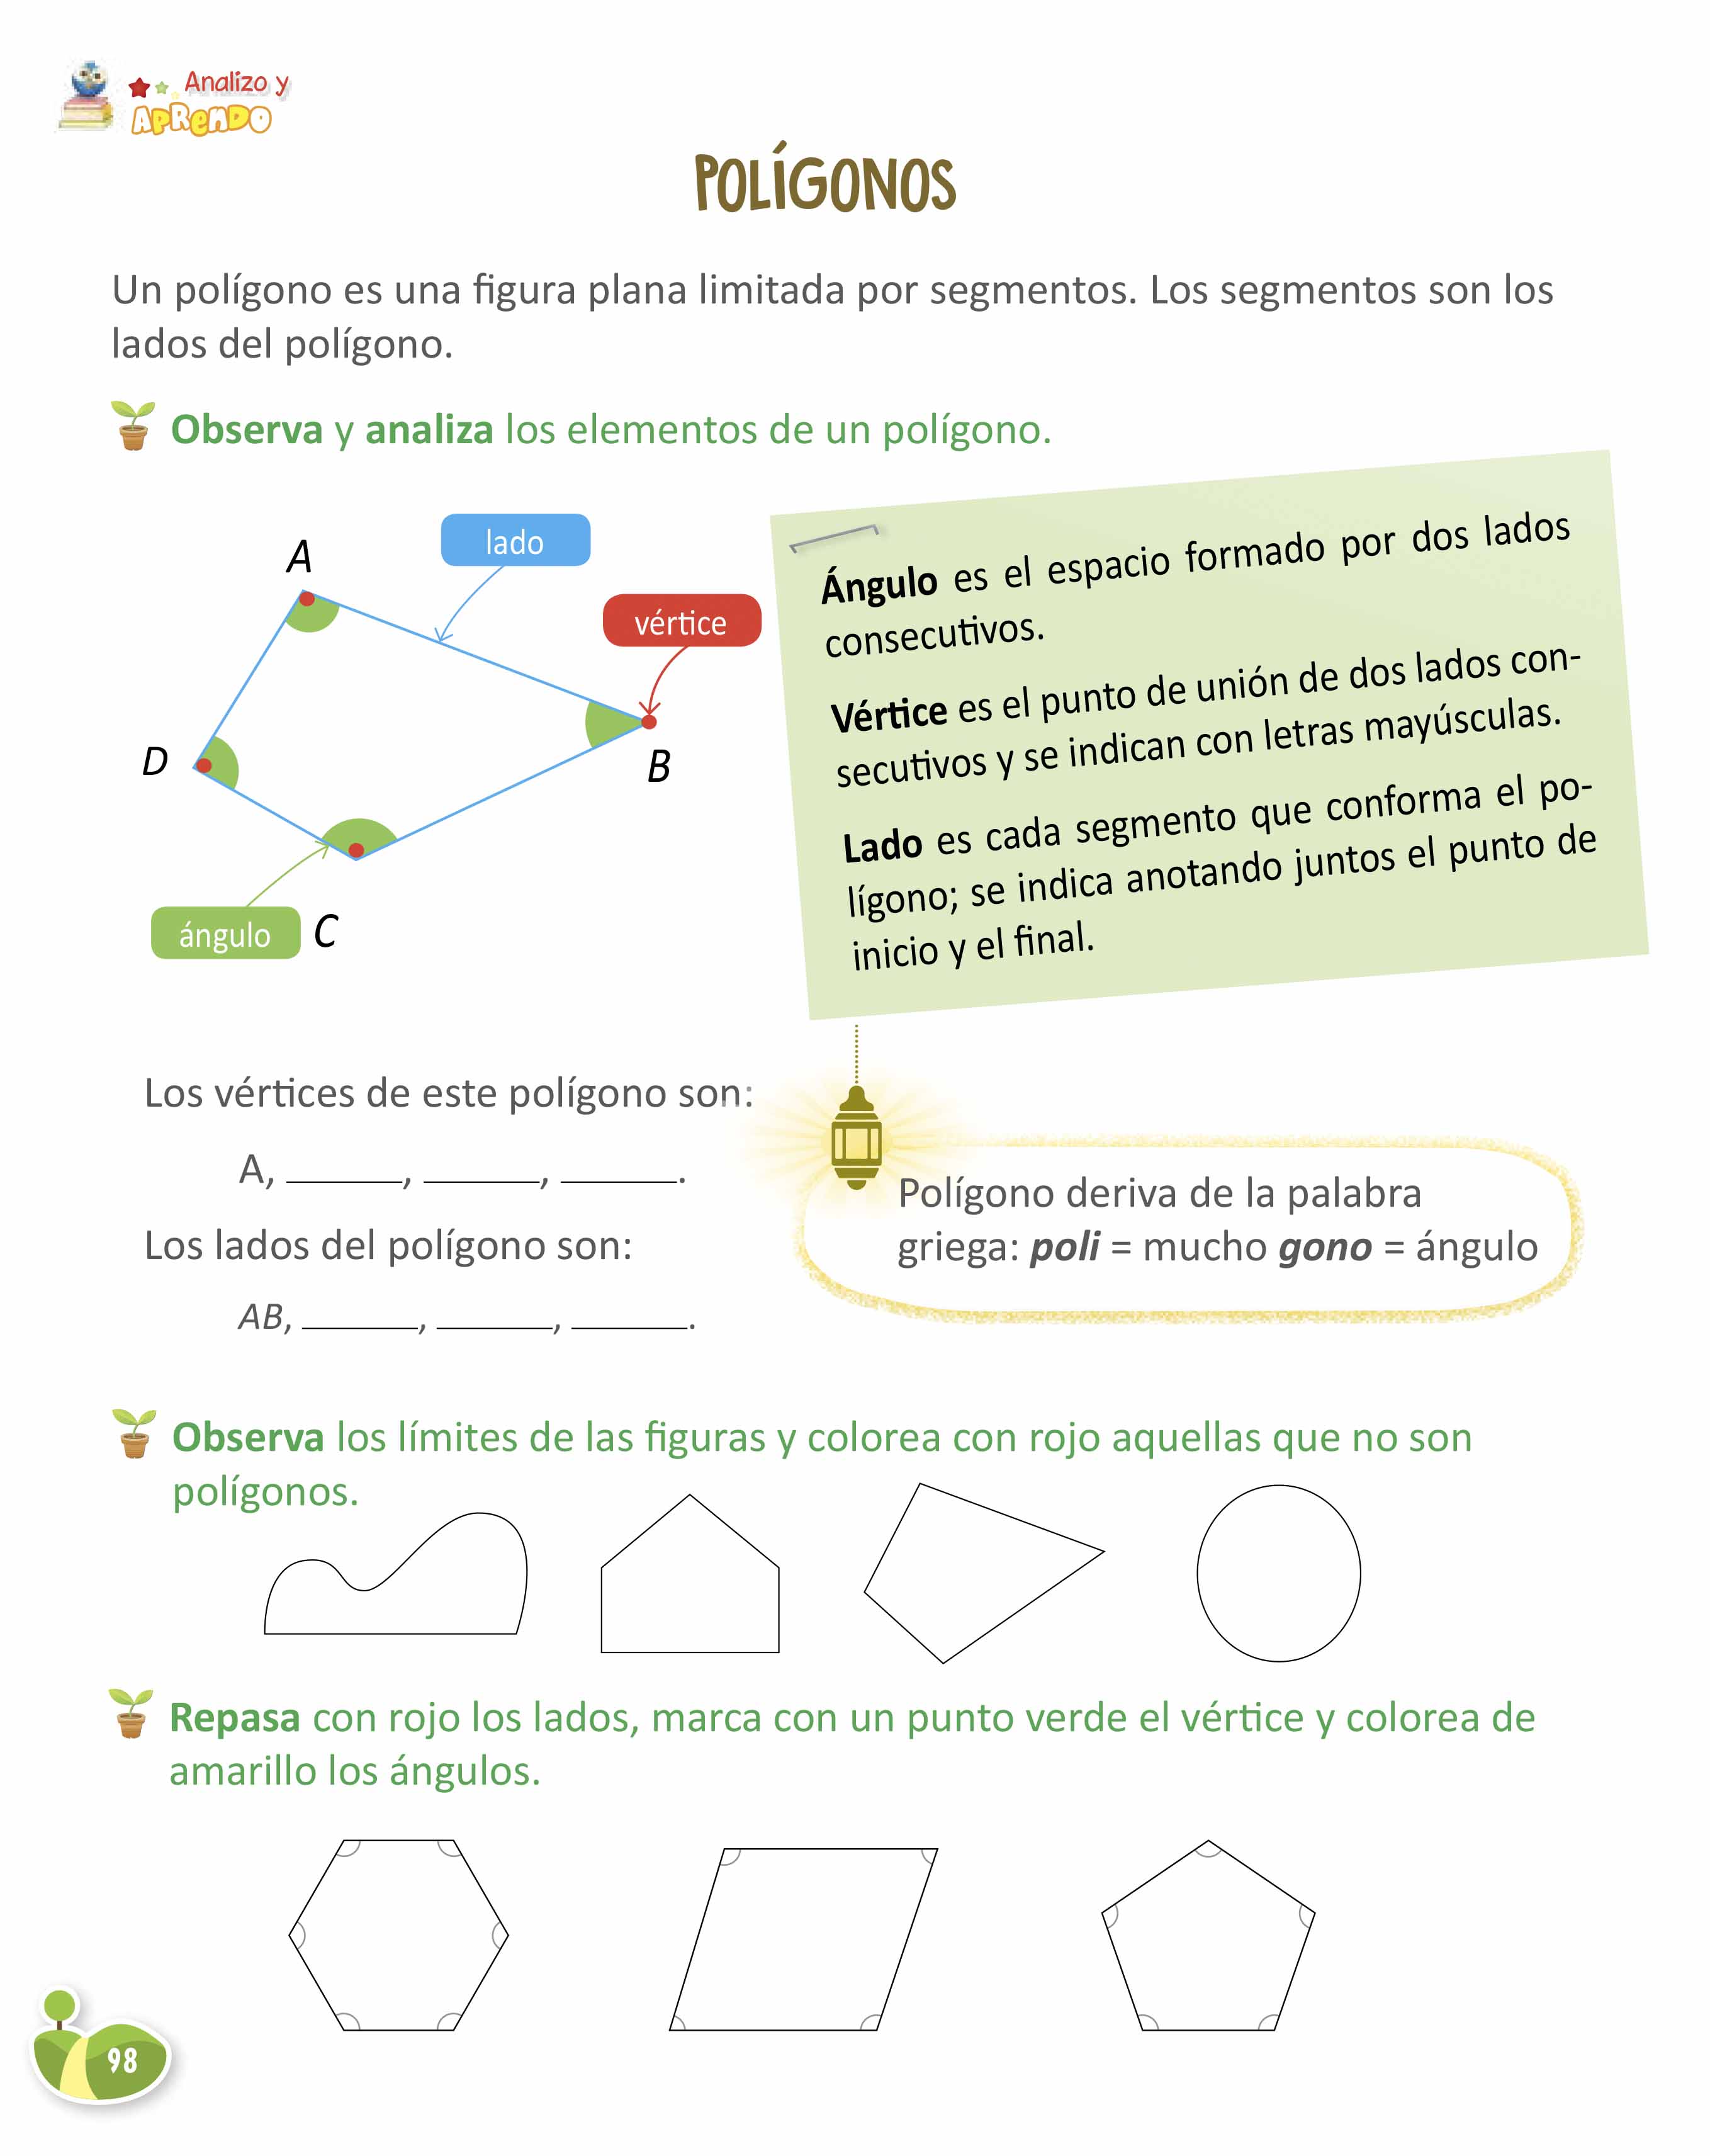 Analizo y
APRENDO
POLÍGONOS
Un polígono es una figura plana limitada por segmentos. Los segmentos son los
lados del polígono.
Observa y analiza los elementos de un polígono.
A
lado
vértice
D
B
ángulo
C
Ángulo es el espacio formado por dos lados
consecutivos.
Vértice es el punto de unión de dos lados con-
secutivos y se indican con letras mayúsculas.
Lado es cada segmento que conforma el po-
lígono; se indica anotando juntos el punto de
inicio y el final.
Los vértices de este polígono son:
A, ______, ______, ______.
Los lados del polígono son:
AB, ______, ______, ______.
Polígono deriva de la palabra
griega: poli = mucho gono = ángulo
Observa los límites de las figuras y colorea con rojo aquellas que no son
polígonos.
Repasa con rojo los lados, marca con un punto verde el vértice y colorea de
amarillo los ángulos.
98